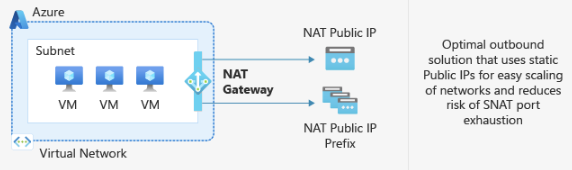 Azure
Subnet
VM
VM
VM
NAT
Gateway
Virtual Network
NAT Public IP
NAT Public IP
Prefix
Optimal outbound
solution that uses static
Public IPs for easy scaling
of networks and reduces
risk of SNAT port
exhaustion